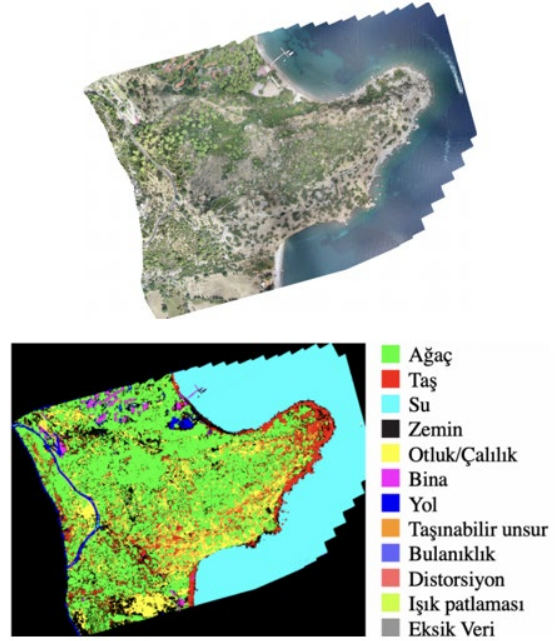 Ağaç
Taş
Su
Zemin
Otluk/Çalılık
Bina
Yol
Taşınabilir unsur
Bulanıklık
Distorsiyon
Işık patlaması
Eksik Veri